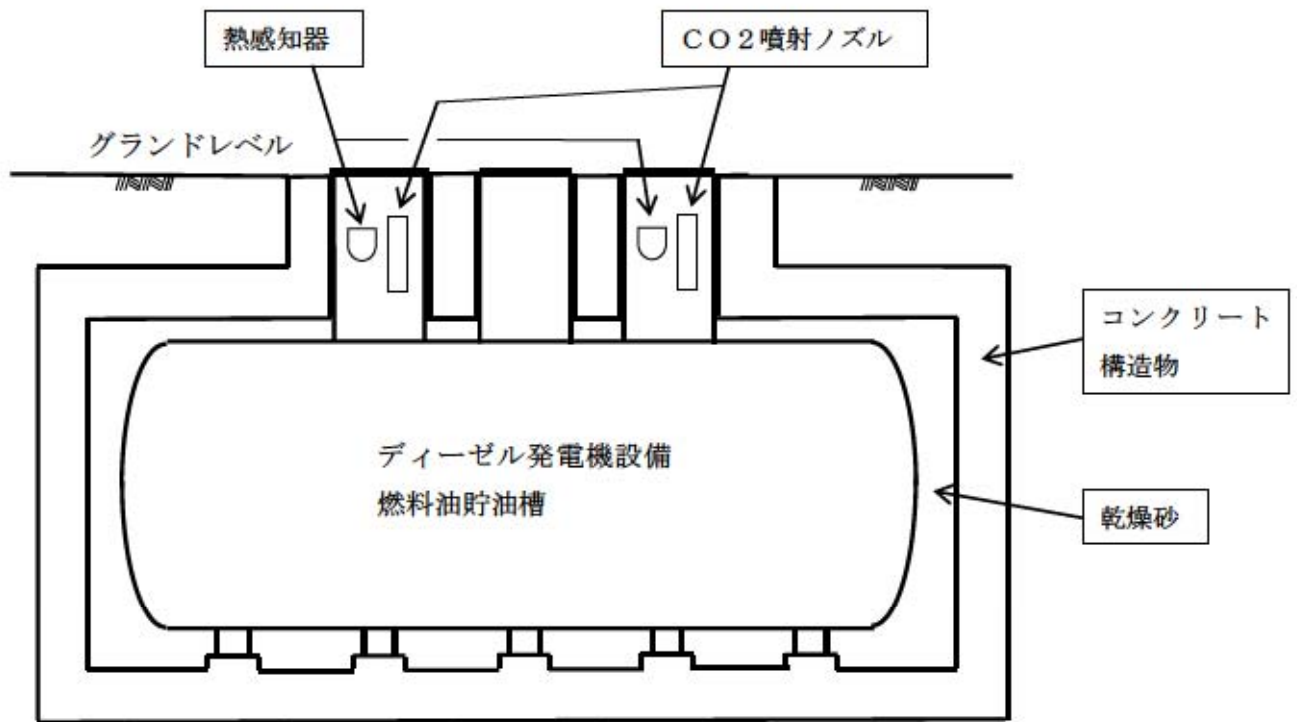 熱感知器
CO2噴射ノズル
グランドレベル
コンクリート
構造物
ディーゼル発電機設備
燃料油貯油槽
乾燥砂